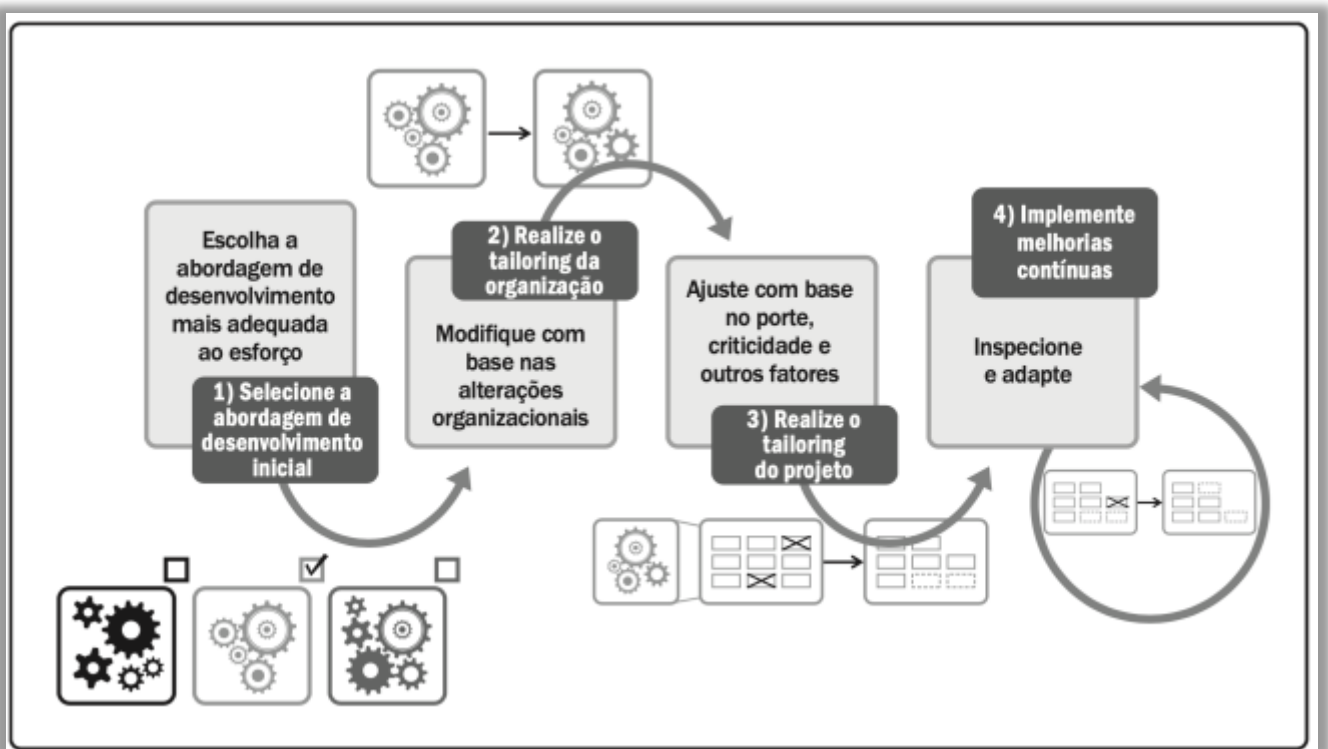 Escolha a
abordagem de
desenvolvimento
mais adequada
ao esforço
1) Selecione a
abordagem de
desenvolvimento
inicial
2) Realize o
tailoring da
organização
Modifique com
base nas
alterações
organizacionais
Ajuste com base
no porte,
criticidade e
outros fatores
3) Realize o
tailoring
do projeto
4) Implemente
melhorias
contínuas
Inspecione
e adapte